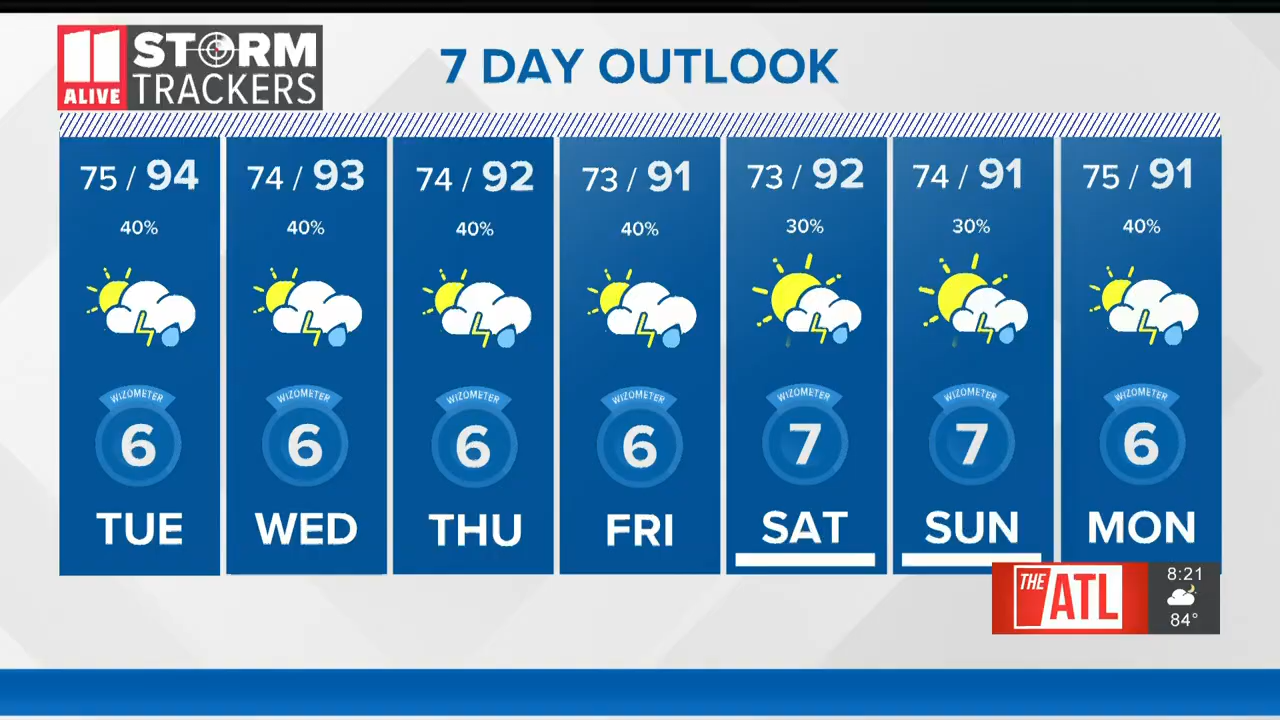 11
ALIVE
STORM
TRACKERS
7 DAY OUTLOOK
75 / 94
40%
WIZOMETER
6
TUE
74 / 93
40%
WIZOMETER
6
WED
74 / 92
40%
WIZOMETER
6
THU
73 / 91
40%
WIZOMETER
6
FRI
73 / 92
30%
WIZOMETER
7
SAT
74 / 91
30%
WIZOMETER
7
SUN
75 / 91
40%
WIZOMETER
6
MON
THE ATL
8:21
84°